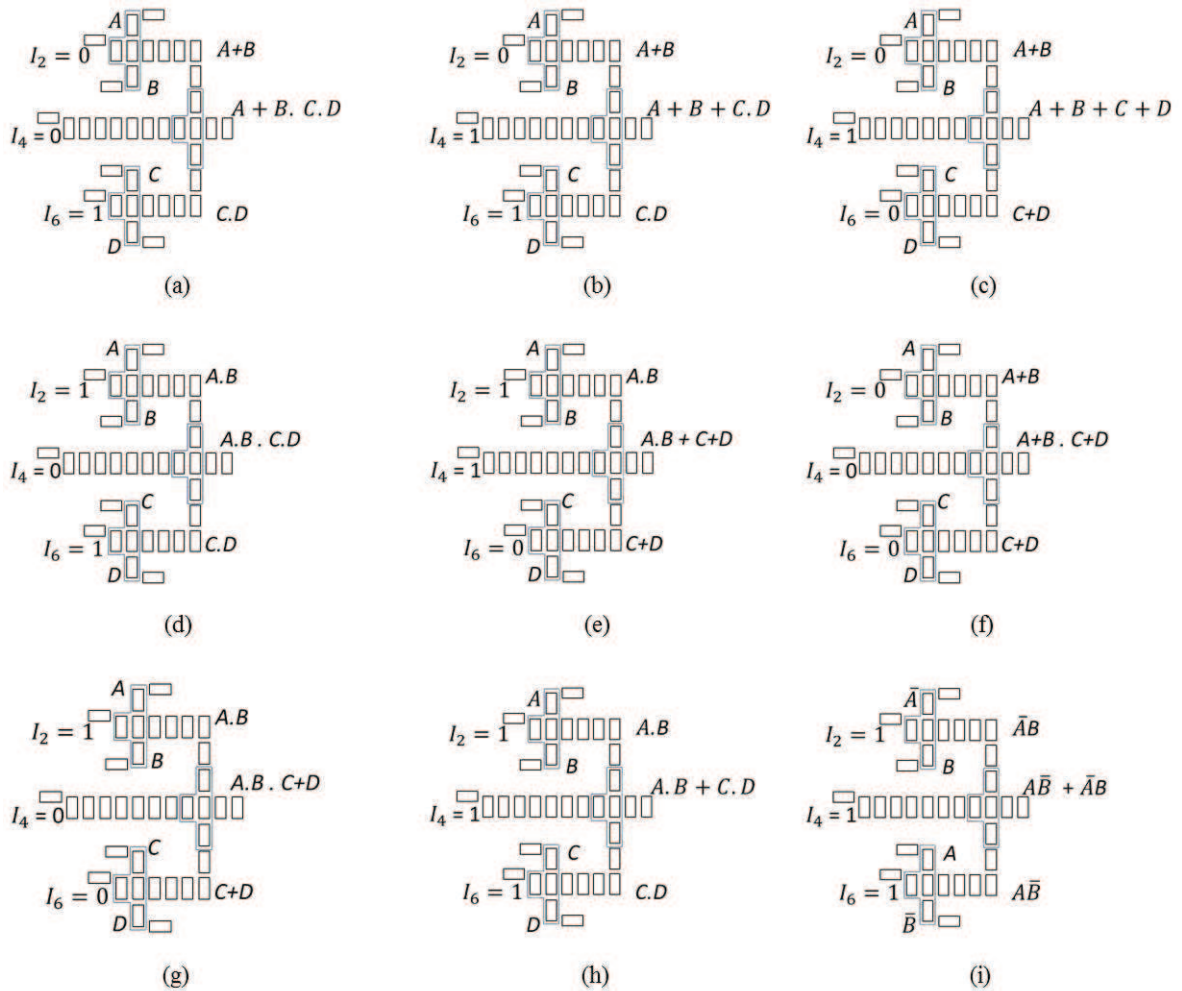 A
I₂ = 0
A+B
B
I₄ = 0
A + B. C.D
C
I₆ = 1
C.D
D
(a)
A
I₂ = 0
A+B
B
I₄ = 1
A + B + C.D
C
I₆ = 1
C.D
D
(b)
A
I₂ = 0
A+B
B
I₄ = 1
A + B + C + D
C
I₆ = 0
C+D
D
(c)
A
I₂ = 1
A.B
B
I₄ = 0
A.B . C.D
C
I₆ = 1
C.D
D
(d)
A
I₂ = 1
A.B
B
I₄ = 1
A.B + C+D
C
I₆ = 0
C+D
D
(e)
A
I₂ = 0
A+B
B
I₄ = 0
A+B . C+D
C
I₆ = 0
C+D
D
(f)
A
I₂ = 1
A.B
B
I₄ = 0
A.B . C+D
C
I₆ = 0
C+D
D
(g)
A
I₂ = 1
A.B
B
I₄ = 1
A.B + C.D
C
I₆ = 1
C.D
D
(h)
Ā
I₂ = 1
ĀB
B
I₄ = 1
AB̄ + ĀB
A
I₆ = 1
AB̄
B̄
(i)